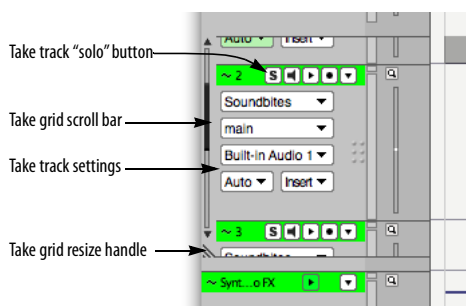 Auto Insert
Take track “solo” button
~ 2 S
Soundbites
Take grid scroll bar
main
Built-in Audio 1
Take track settings
Auto Insert
~ 3 S
Take grid resize handle
Soundbites
~ Synt...o FX